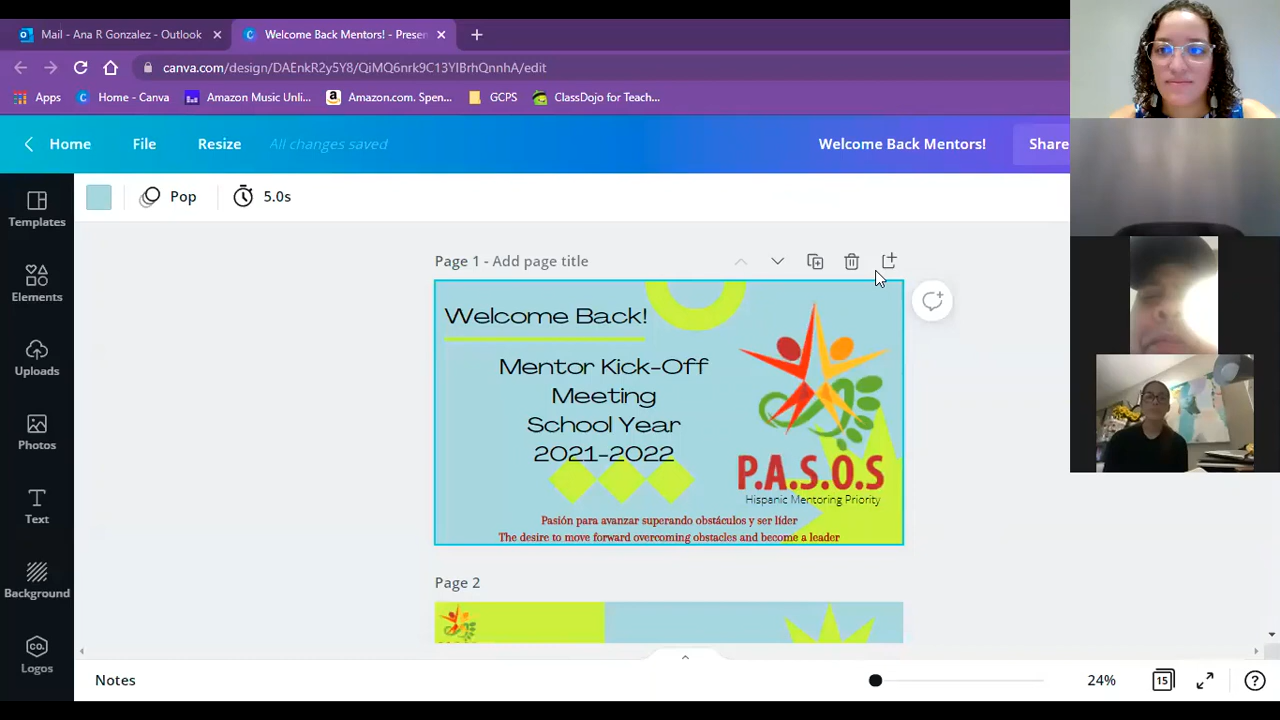 Mail - Ana R Gonzalez - Outlook
Welcome Back Mentors! - Presen
canva.com/design/DAEnkR2y5Y8/QiMQ6nrk9C13YIBrhQnnhA/edit
Apps
Home - Canva
Amazon Music Unli...
Amazon.com. Spen...
GCPS
ClassDojo for Teach...
Home
File
Resize
All changes saved
Welcome Back Mentors!
Share
Pop
5.0s
Templates
Elements
Uploads
Photos
Text
Background
CO.
Logos
Page 1 - Add page title
Welcome Back!
Mentor Kick-Off
Meeting
School Year
2021-2022
P.A.S.O.S
Hispanic Mentoring Priority
Pasión para avanzar superando obstáculos y ser líder
The desire to move forward overcoming obstacles and become a leader
Page 2
Notes
24%
15
?